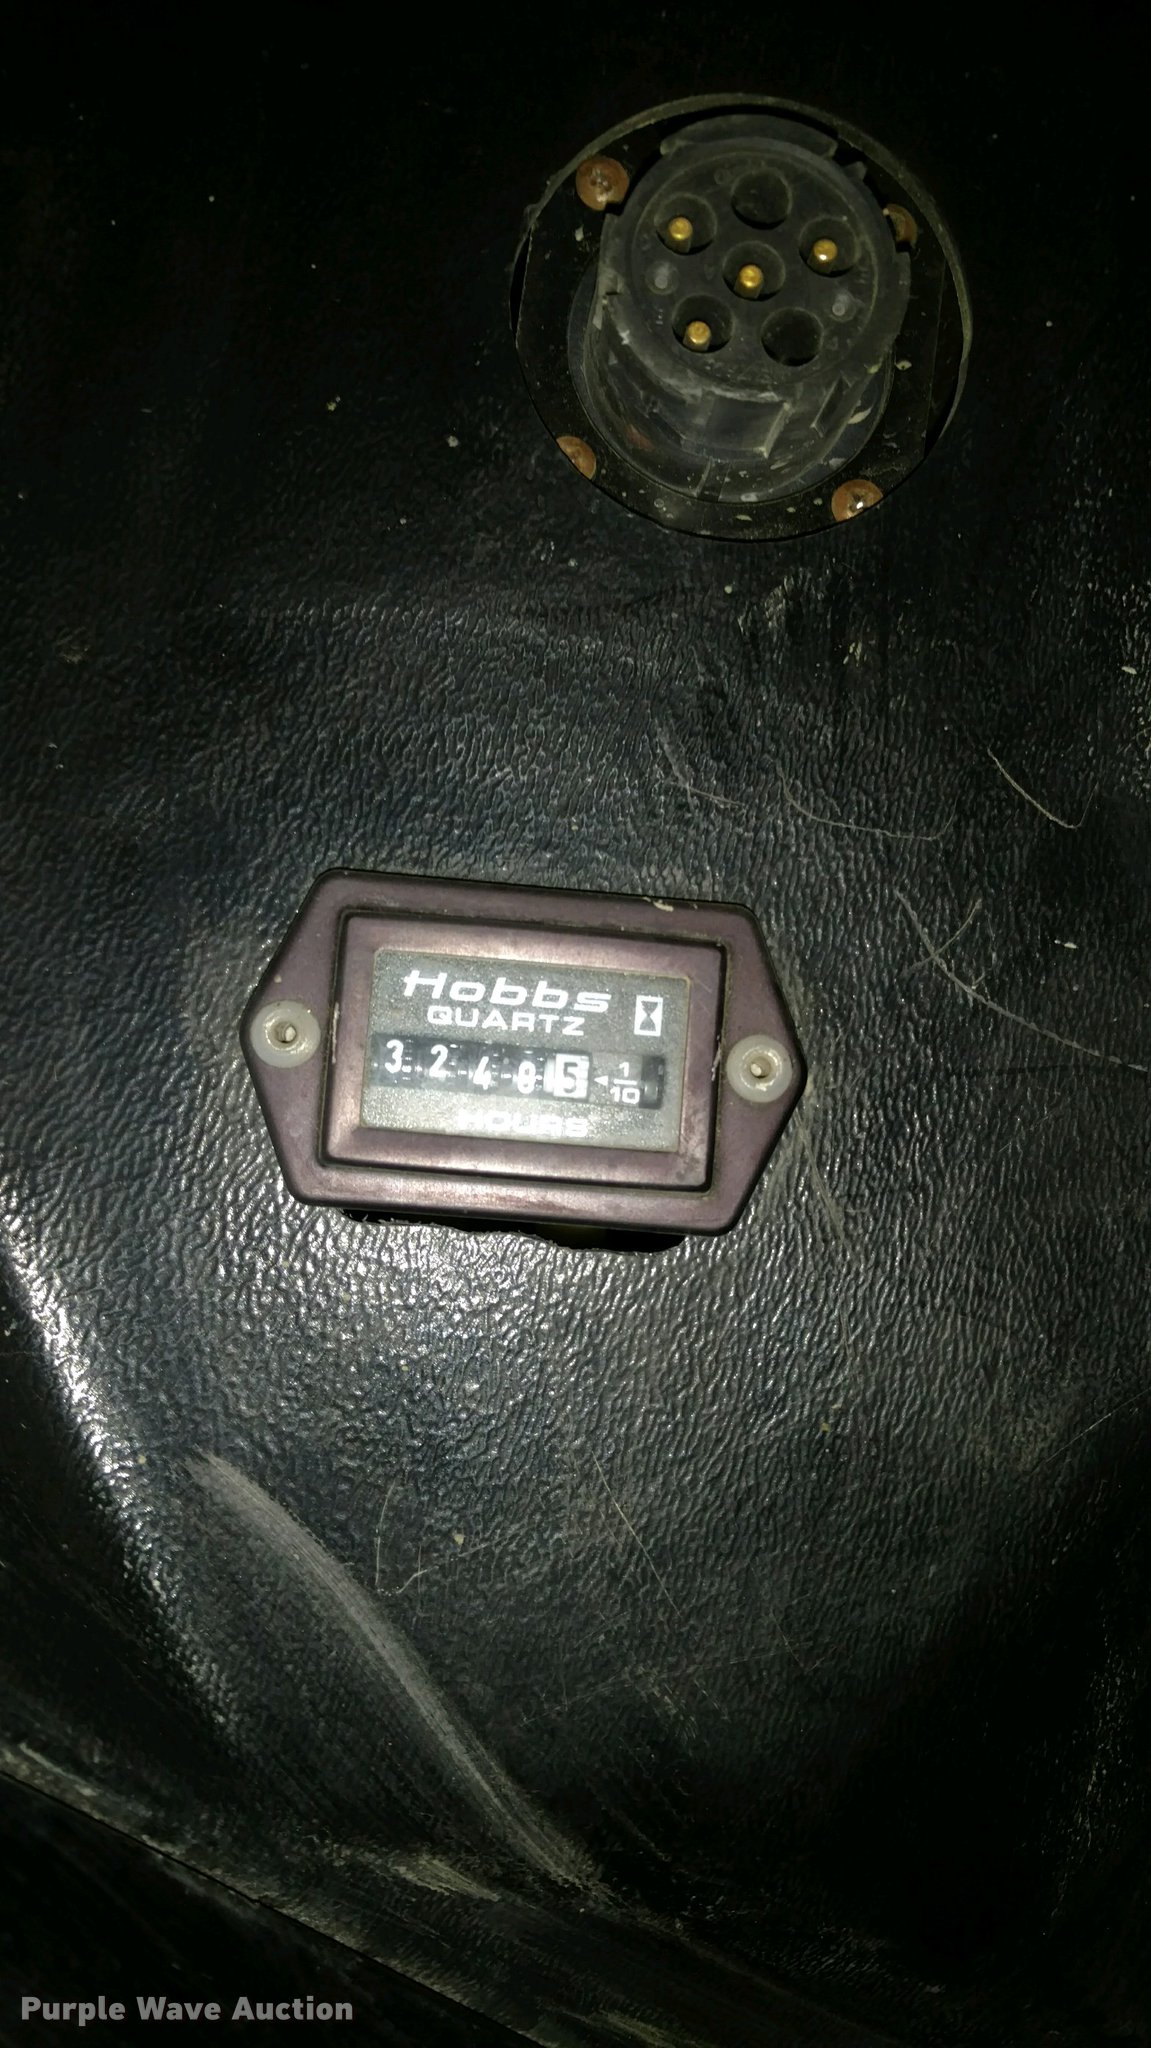 Hobbs
QUARTZ
3 2 4 8 5 1/10
HOURS
Purple Wave Auction